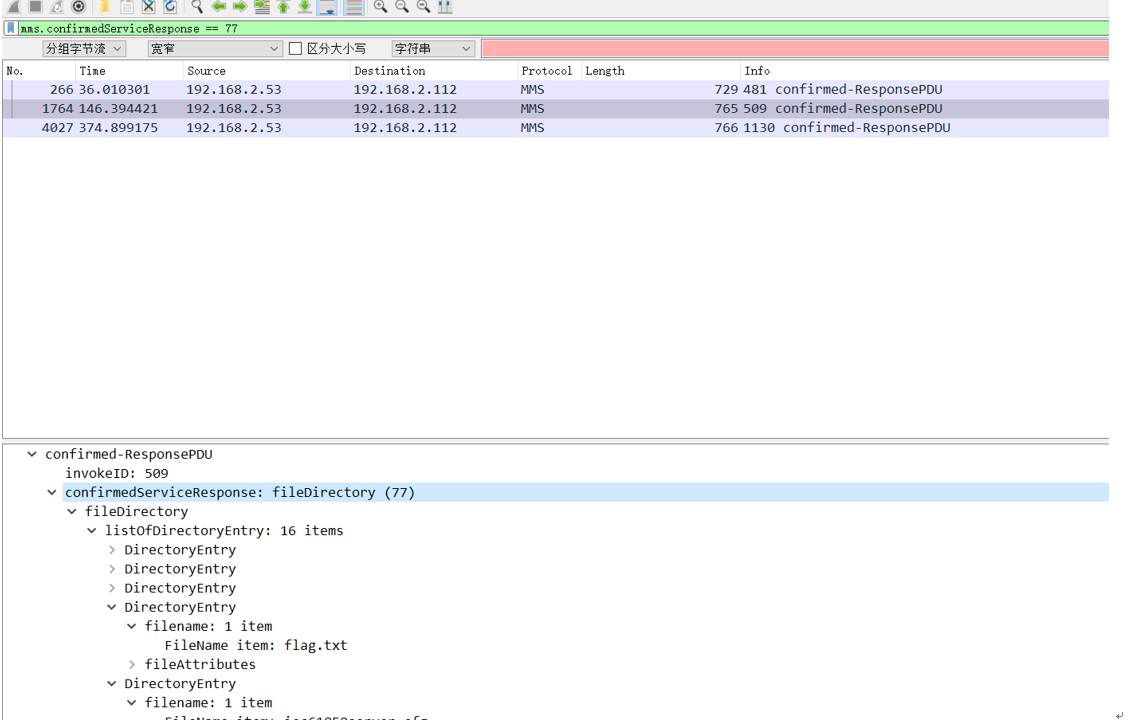 mms.confirmedServiceResponse == 77
分组字节流 宽窄 区分大小写 字符串
No. Time Source Destination Protocol Length Info
266 36.010301 192.168.2.53 192.168.2.112 MMS 729 481 confirmed-ResponsePDU
1764 146.394421 192.168.2.53 192.168.2.112 MMS 765 509 confirmed-ResponsePDU
4027 374.899175 192.168.2.53 192.168.2.112 MMS 766 1130 confirmed-ResponsePDU
confirmed-ResponsePDU
invokeID: 509
confirmedServiceResponse: fileDirectory (77)
fileDirectory
listOfDirectoryEntry: 16 items
DirectoryEntry
DirectoryEntry
DirectoryEntry
DirectoryEntry
filename: 1 item
FileName item: flag.txt
fileAttributes
DirectoryEntry
filename: 1 item
FileName item: